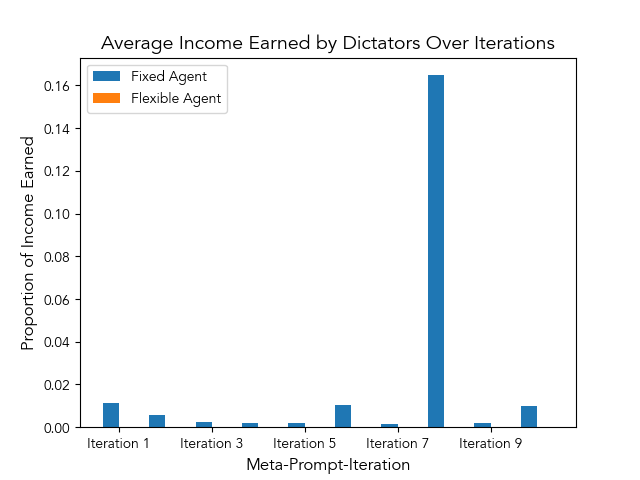 Average Income Earned by Dictators Over Iterations
Fixed Agent
Flexible Agent
Proportion of Income Earned
0.16
0.14
0.12
0.10
0.08
0.06
0.04
0.02
0.00
Iteration 1
Iteration 3
Iteration 5
Iteration 7
Iteration 9
Meta-Prompt-Iteration